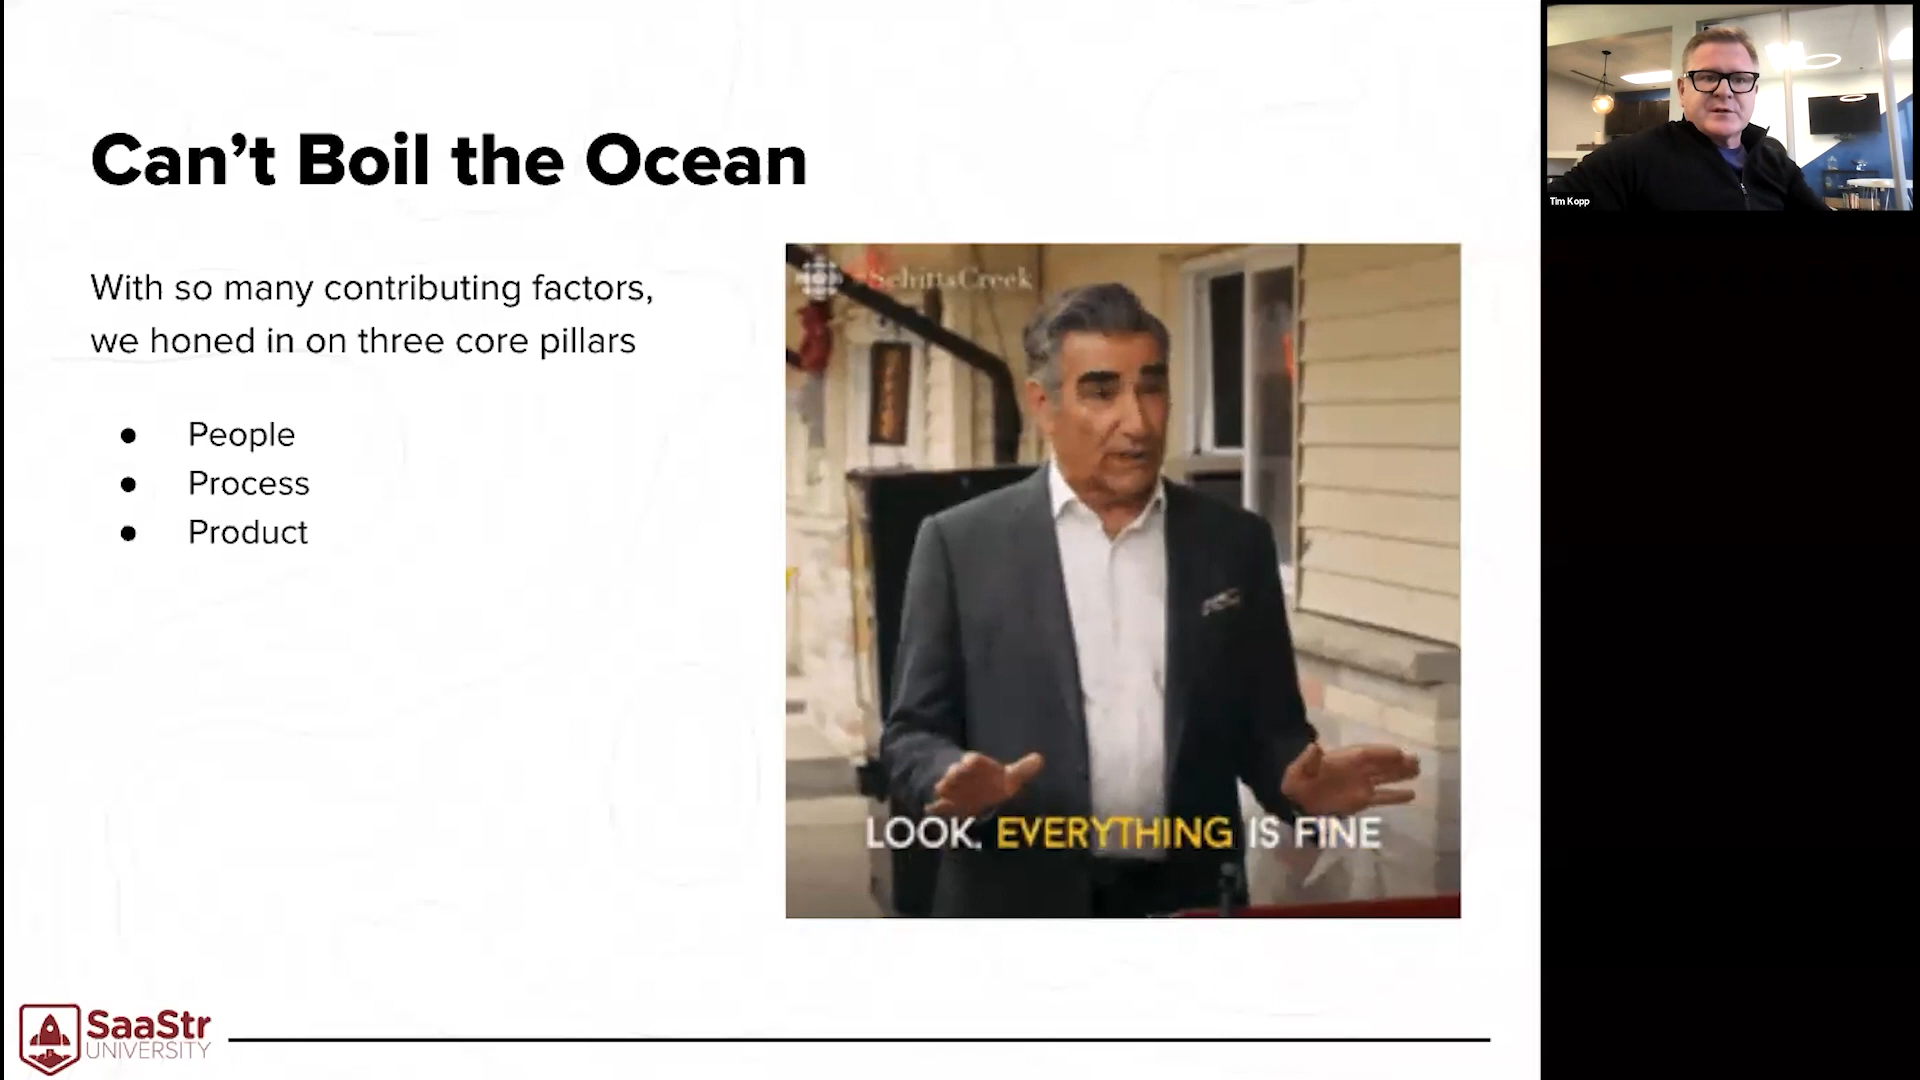 Can't Boil the Ocean
With so many contributing factors,
we honed in on three core pillars
● People
● Process
● Product
#SchittsCreek
LOOK, EVERYTHING IS FINE
SaaStr
UNIVERSITY
Tim Kopp